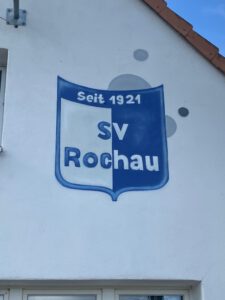 Seit 1921
SV
Rochau